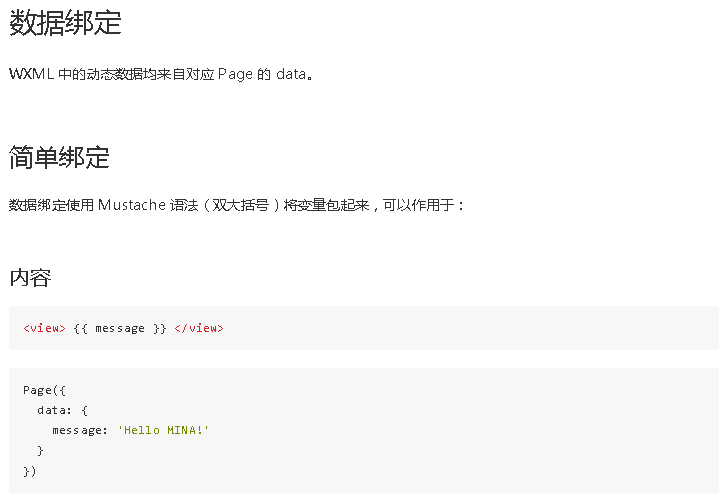 数据绑定
WXML 中的动态数据均来自对应 Page 的 data。
简单绑定
数据绑定使用 Mustache 语法（双大括号）将变量包起来，可以作用于：
内容
<view> {{ message }} </view>
Page({
  data: {
    message: 'Hello MINA!'
  }
})